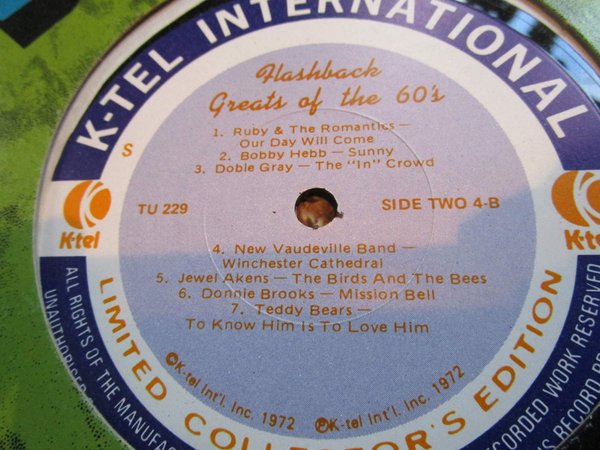 K-TEL INTERNATIONAL
Flashback
Greats of the 60's
1. Ruby & The Romantics —
Our Day Will Come
2. Bobby Hebb — Sunny
3. Dobie Gray — The "In" Crowd
S
TU 229
SIDE TWO 4-B
K-tel
K-tel
4. New Vaudeville Band —
Winchester Cathedral
5. Jewel Akens — The Birds And The Bees
6. Donnie Brooks — Mission Bell
7. Teddy Bears —
To Know Him Is To Love Him
©K-tel Int'l. Inc. 1972
℗K-tel Int'l. Inc. 1972
LIMITED COLLECTOR'S EDITION
ALL RIGHTS OF THE MANUFA
UNAUTHORISED
CORDED WORK RESERVED
S RECORD